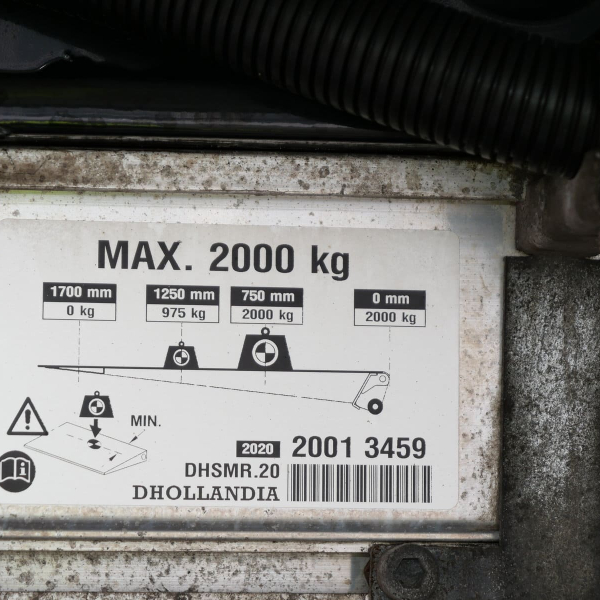 MAX. 2000 kg
1700 mm 1250 mm 750 mm 0 mm
0 kg 975 kg 2000 kg 2000 kg
MIN.
2020 2001 3459
DHSMR.20
DHOLLANDIA